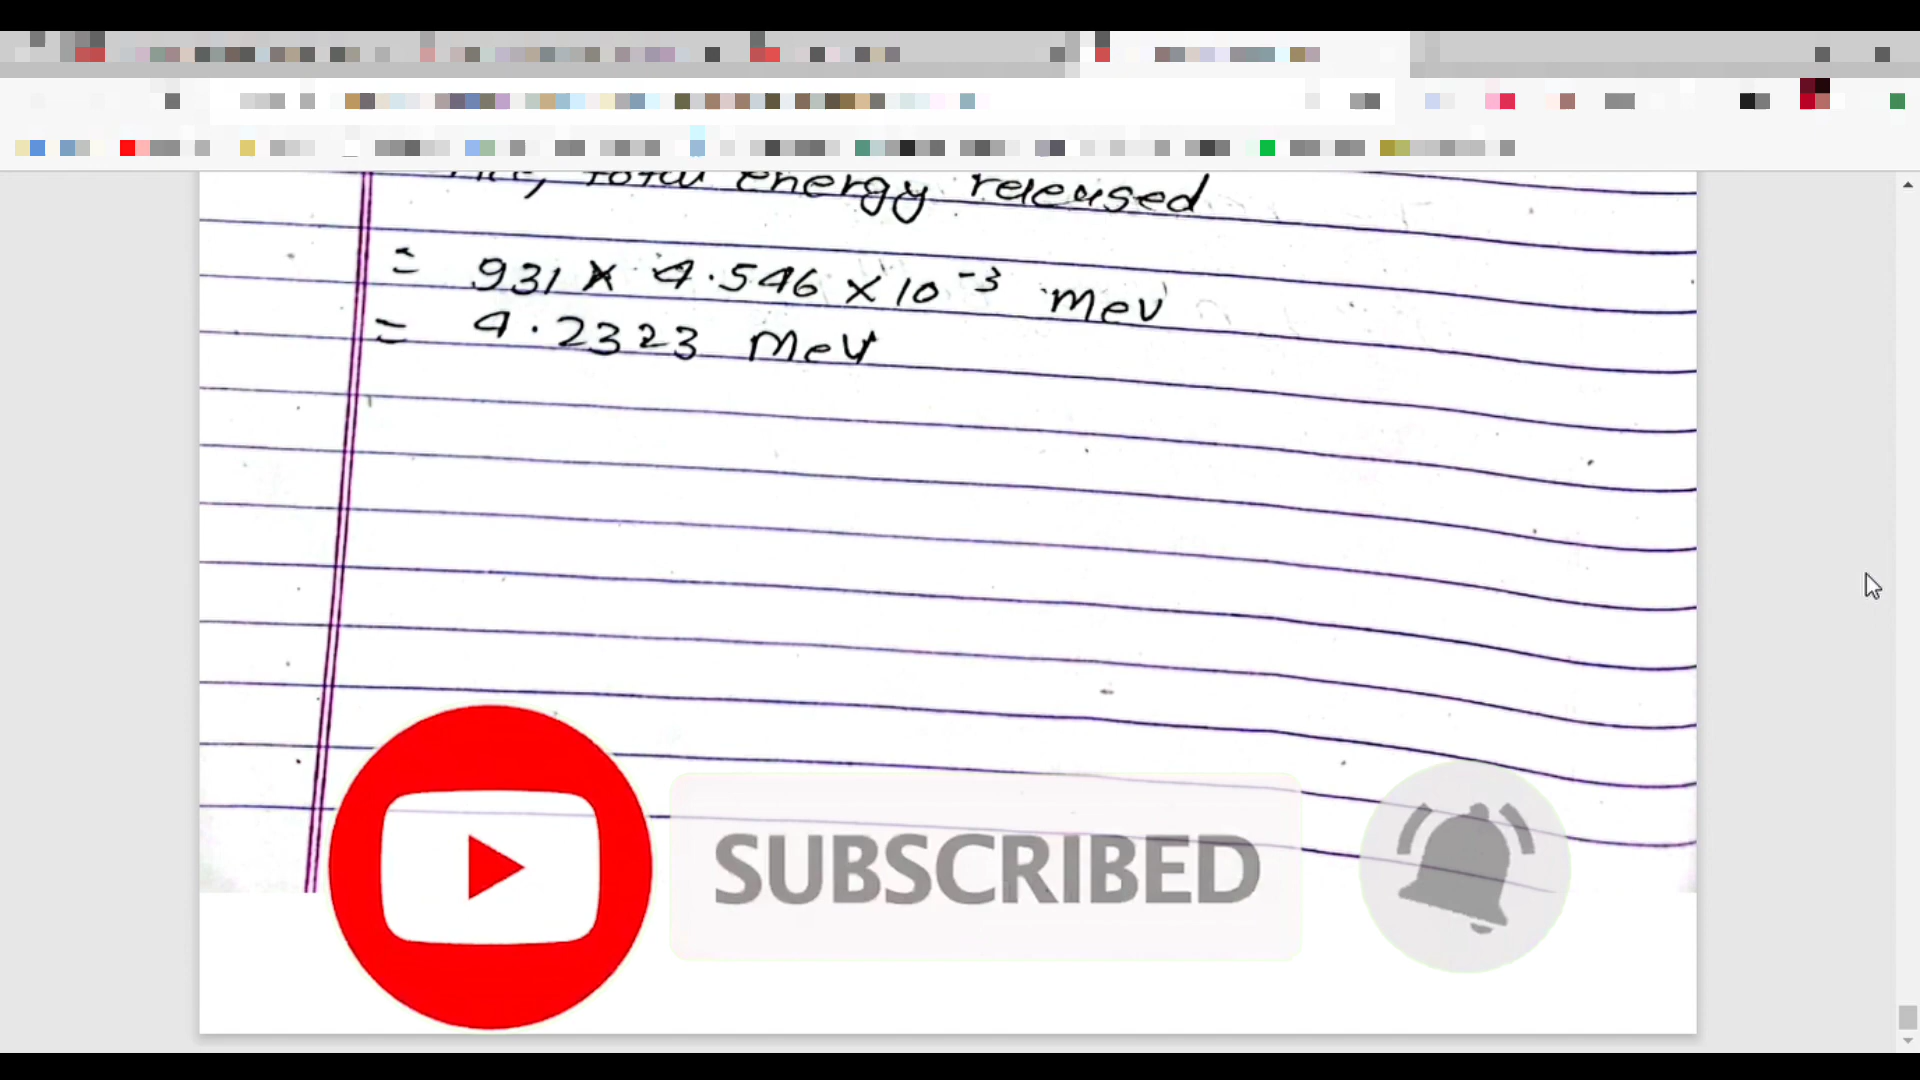 total energy released
= 931 × 4.546 × 10⁻³ MeV
= 4.2323 MeV
SUBSCRIBED